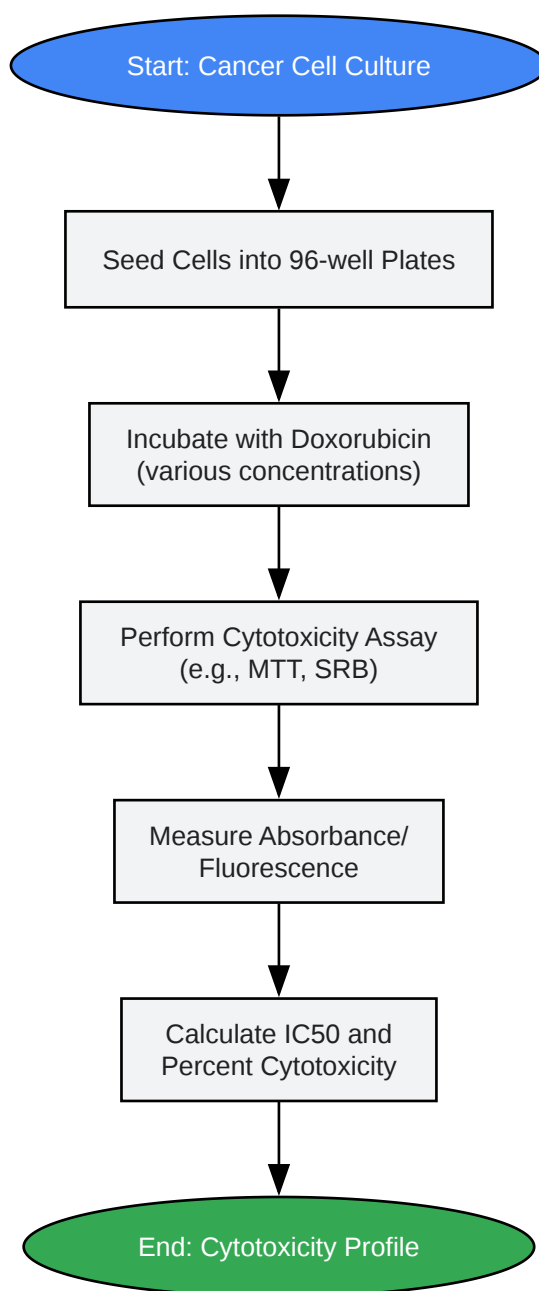 Start: Cancer Cell Culture
Seed Cells into 96-well Plates
Incubate with Doxorubicin
(various concentrations)
Perform Cytotoxicity Assay
(e.g., MTT, SRB)
Measure Absorbance/
Fluorescence
Calculate IC50 and
Percent Cytotoxicity
End: Cytotoxicity Profile